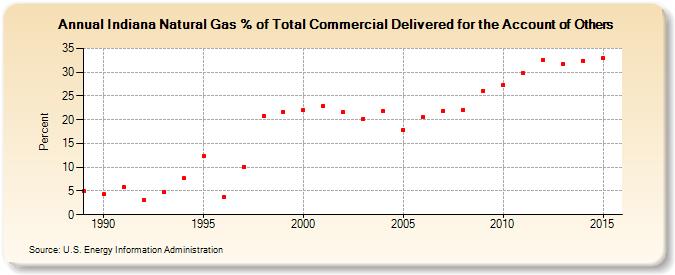 Annual Indiana Natural Gas % of Total Commercial Delivered for the Account of Others
Percent
35
30
25
20
15
10
5
0
1990 1995 2000 2005 2010 2015
Source: U.S. Energy Information Administration